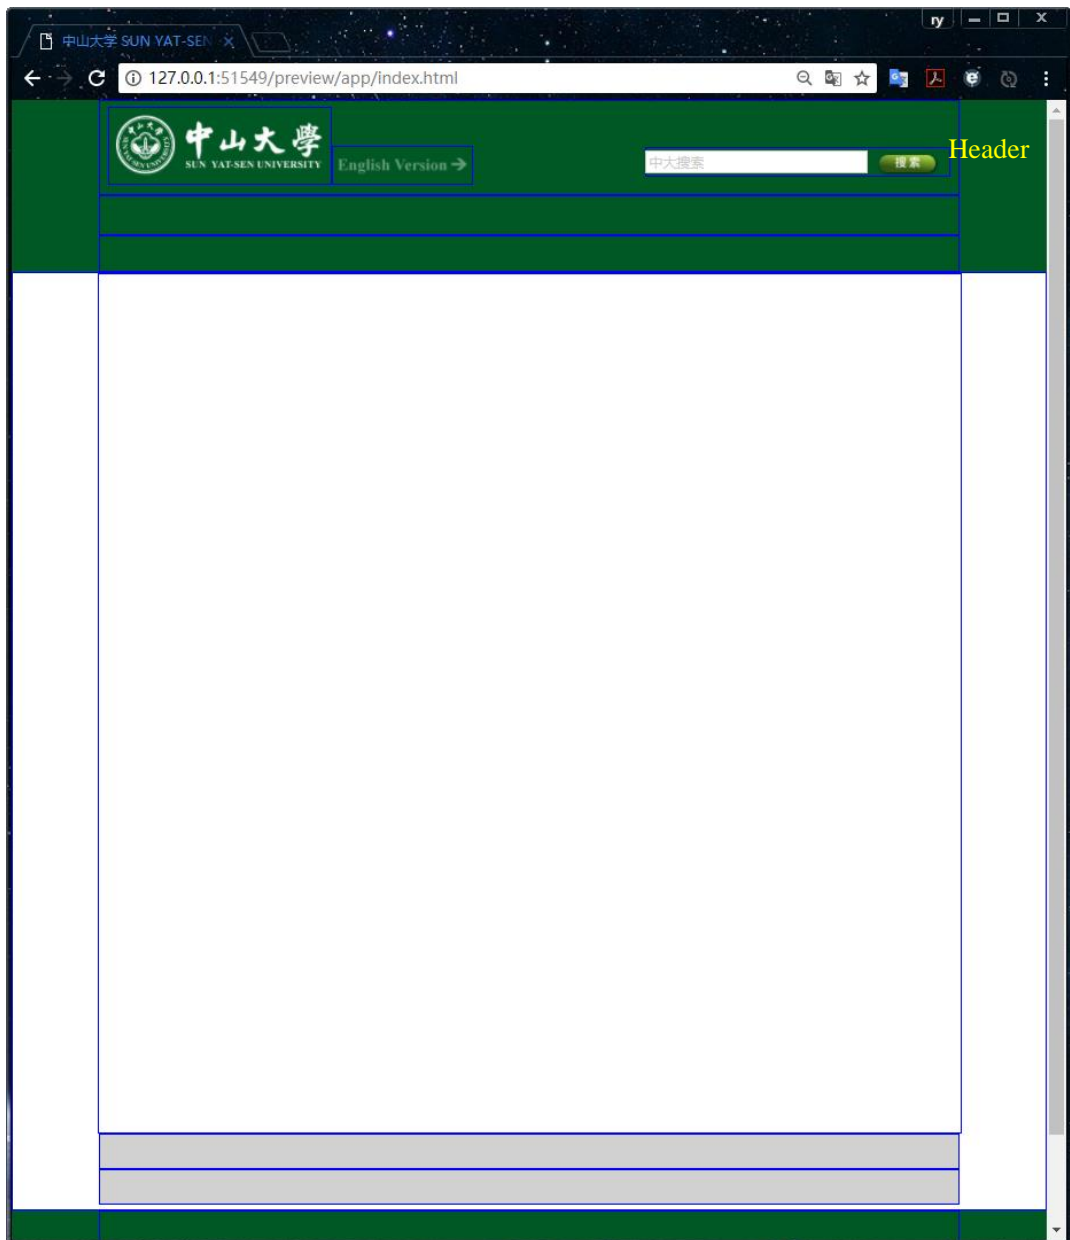 ry
中山大学 SUN YAT-SEN
127.0.0.1:51549/preview/app/index.html
中山大學
SUN YAT-SEN UNIVERSITY
English Version →
中大搜索
搜索
Header